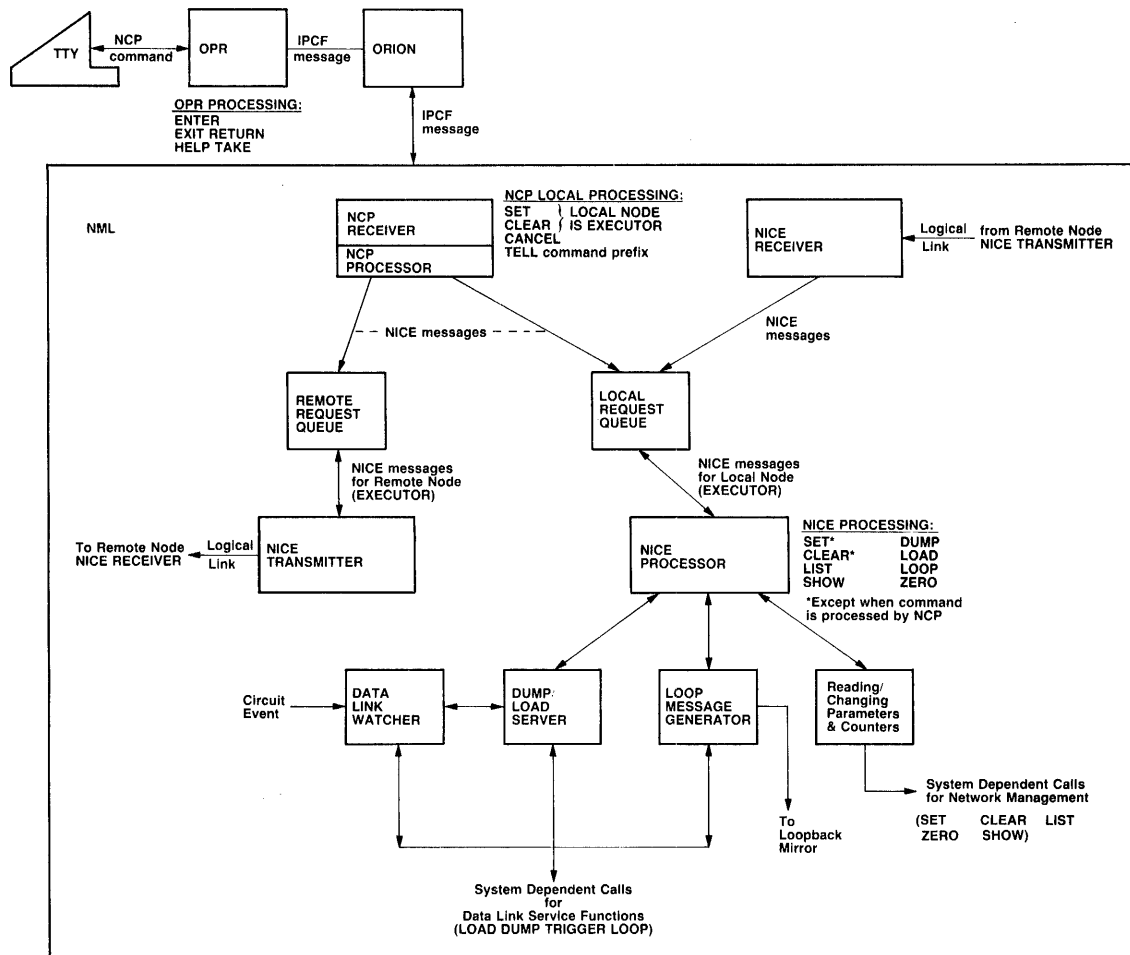 TTY
NCP
command
OPR
IPCF
message
ORION
OPR PROCESSING:
ENTER
EXIT RETURN
HELP TAKE
IPCF
message
NML
NCP
RECEIVER
NCP
PROCESSOR
NCP LOCAL PROCESSING:
SET } LOCAL NODE
CLEAR } IS EXECUTOR
CANCEL
TELL command prefix
NICE
RECEIVER
Logical
Link
from Remote Node
NICE TRANSMITTER
NICE messages
NICE
messages
REMOTE
REQUEST
QUEUE
LOCAL
REQUEST
QUEUE
NICE messages
for Remote Node
(EXECUTOR)
NICE messages
for Local Node
(EXECUTOR)
To Remote Node
NICE RECEIVER
Logical
Link
NICE
TRANSMITTER
NICE
PROCESSOR
NICE PROCESSING:
SET* DUMP
CLEAR* LOAD
LIST LOOP
SHOW ZERO
*Except when command
is processed by NCP
Circuit
Event
DATA
LINK
WATCHER
DUMP/
LOAD
SERVER
LOOP
MESSAGE
GENERATOR
Reading/
Changing
Parameters
& Counters
To
Loopback
Mirror
System Dependent Calls
for Network Management
(SET CLEAR LIST
ZERO SHOW)
System Dependent Calls
for
Data Link Service Functions
(LOAD DUMP TRIGGER LOOP)